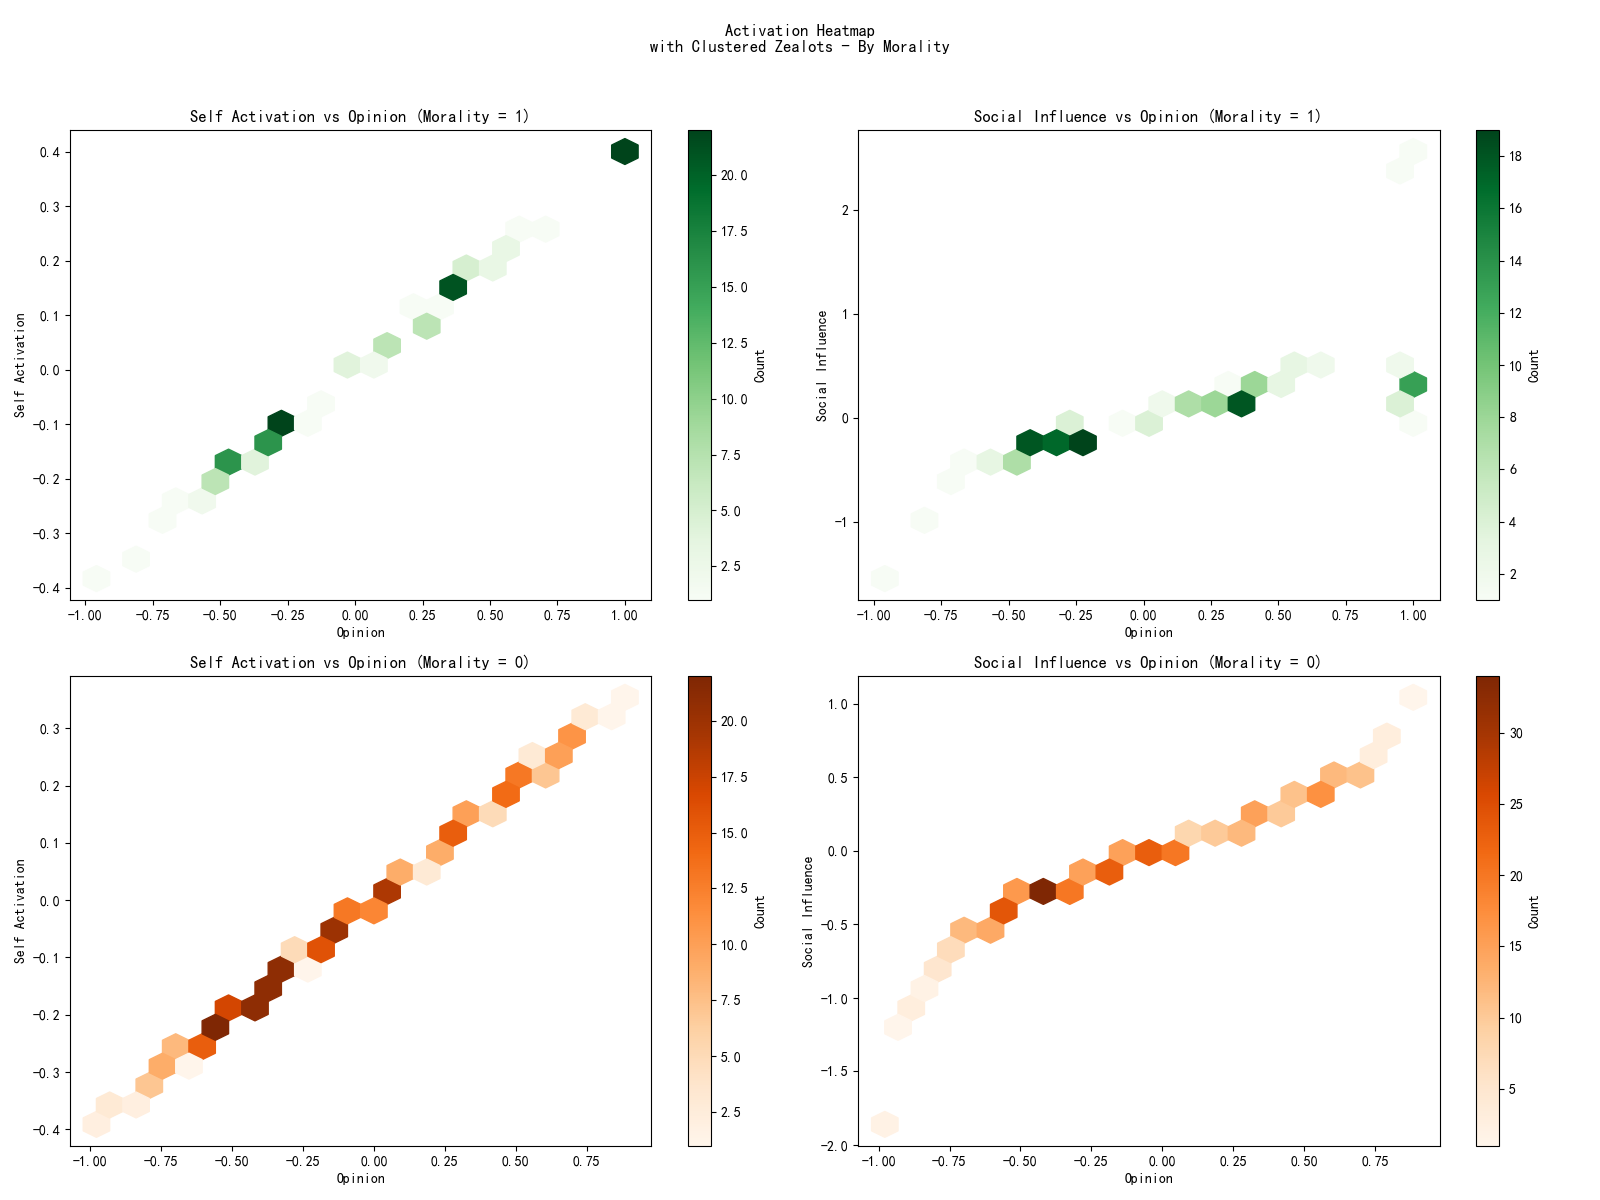 Activation Heatmap
with Clustered Zealots - By Morality
Self Activation vs Opinion (Morality = 1)
0.4
0.3
0.2
0.1
0.0
-0.1
-0.2
-0.3
-0.4
Self Activation
-1.00 -0.75 -0.50 -0.25 0.00 0.25 0.50 0.75 1.00
Opinion
20.0
17.5
15.0
12.5
10.0
7.5
5.0
2.5
Count
Social Influence vs Opinion (Morality = 1)
2
1
0
-1
Social Influence
-1.00 -0.75 -0.50 -0.25 0.00 0.25 0.50 0.75 1.00
Opinion
18
16
14
12
10
8
6
4
2
Count
Self Activation vs Opinion (Morality = 0)
0.3
0.2
0.1
0.0
-0.1
-0.2
-0.3
-0.4
Self Activation
-1.00 -0.75 -0.50 -0.25 0.00 0.25 0.50 0.75
Opinion
20.0
17.5
15.0
12.5
10.0
7.5
5.0
2.5
Count
Social Influence vs Opinion (Morality = 0)
1.0
0.5
0.0
-0.5
-1.0
-1.5
-2.0
Social Influence
-1.00 -0.75 -0.50 -0.25 0.00 0.25 0.50 0.75
Opinion
30
25
20
15
10
5
Count